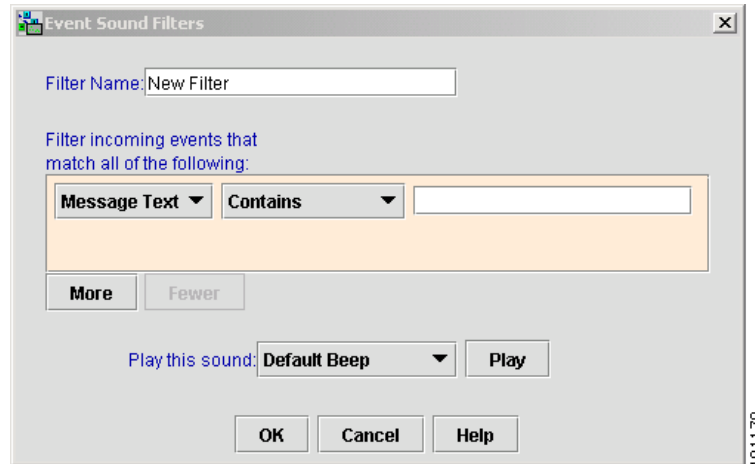 Event Sound Filters
Filter Name: New Filter
Filter incoming events that
match all of the following:
Message Text Contains
More Fewer
Play this sound: Default Beep Play
OK Cancel Help